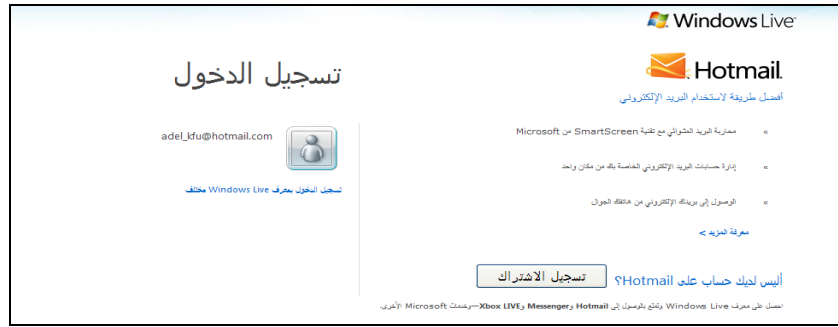 Windows Live
Hotmail
أفضل طريقة لاستخدام البريد الإلكتروني
» محاربة البريد العشوائي مع تقنية SmartScreen من Microsoft
» إدارة حسابات البريد الإلكتروني الخاصة بك من مكان واحد
» الوصول إلى بريدك الإلكتروني من هاتفك الجوال
معرفة المزيد >
أليس لديك حساب على Hotmail؟ تسجيل الاشتراك
احصل على معرف Windows Live وتمتع بالوصول إلى Hotmail وMessenger وXbox LIVE—وخدمات Microsoft الأخرى.
تسجيل الدخول
adel_kfu@hotmail.com
تسجيل الدخول بمعرف Windows Live مختلف